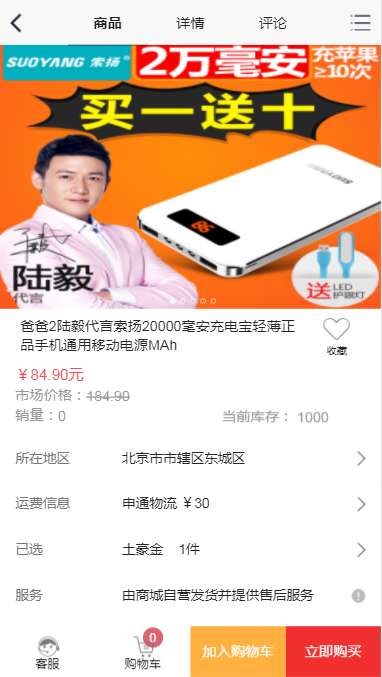 商品 详情 评论
SUOYANG 索扬 2万毫安 充苹果
≥10次
买一送十
SUOYANG
陆毅
代言
送 LED
护眼灯
爸爸2陆毅代言索扬20000毫安充电宝轻薄正
品手机通用移动电源MAh
收藏
￥84.90元
市场价格：184.90
销量：0 当前库存： 1000
所在地区 北京市市辖区东城区
运费信息 申通物流 ￥30
已选 土豪金 1件
服务 由商城自营发货并提供售后服务
0
客服 购物车 加入购物车 立即购买